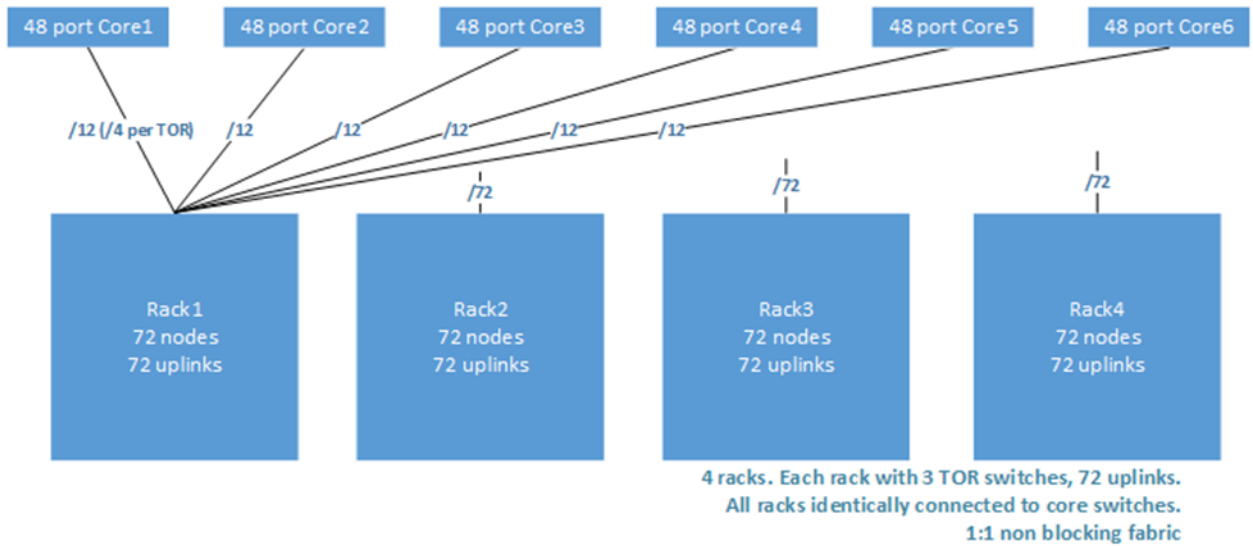 48 port Core1
48 port Core2
48 port Core3
48 port Core4
48 port Core5
48 port Core6
/12 (/4 per TOR)
/12
/12
/12
/12
/12
/72
/72
/72
Rack1
72 nodes
72 uplinks
Rack2
72 nodes
72 uplinks
Rack3
72 nodes
72 uplinks
Rack4
72 nodes
72 uplinks
4 racks. Each rack with 3 TOR switches, 72 uplinks.
All racks identically connected to core switches.
1:1 non blocking fabric